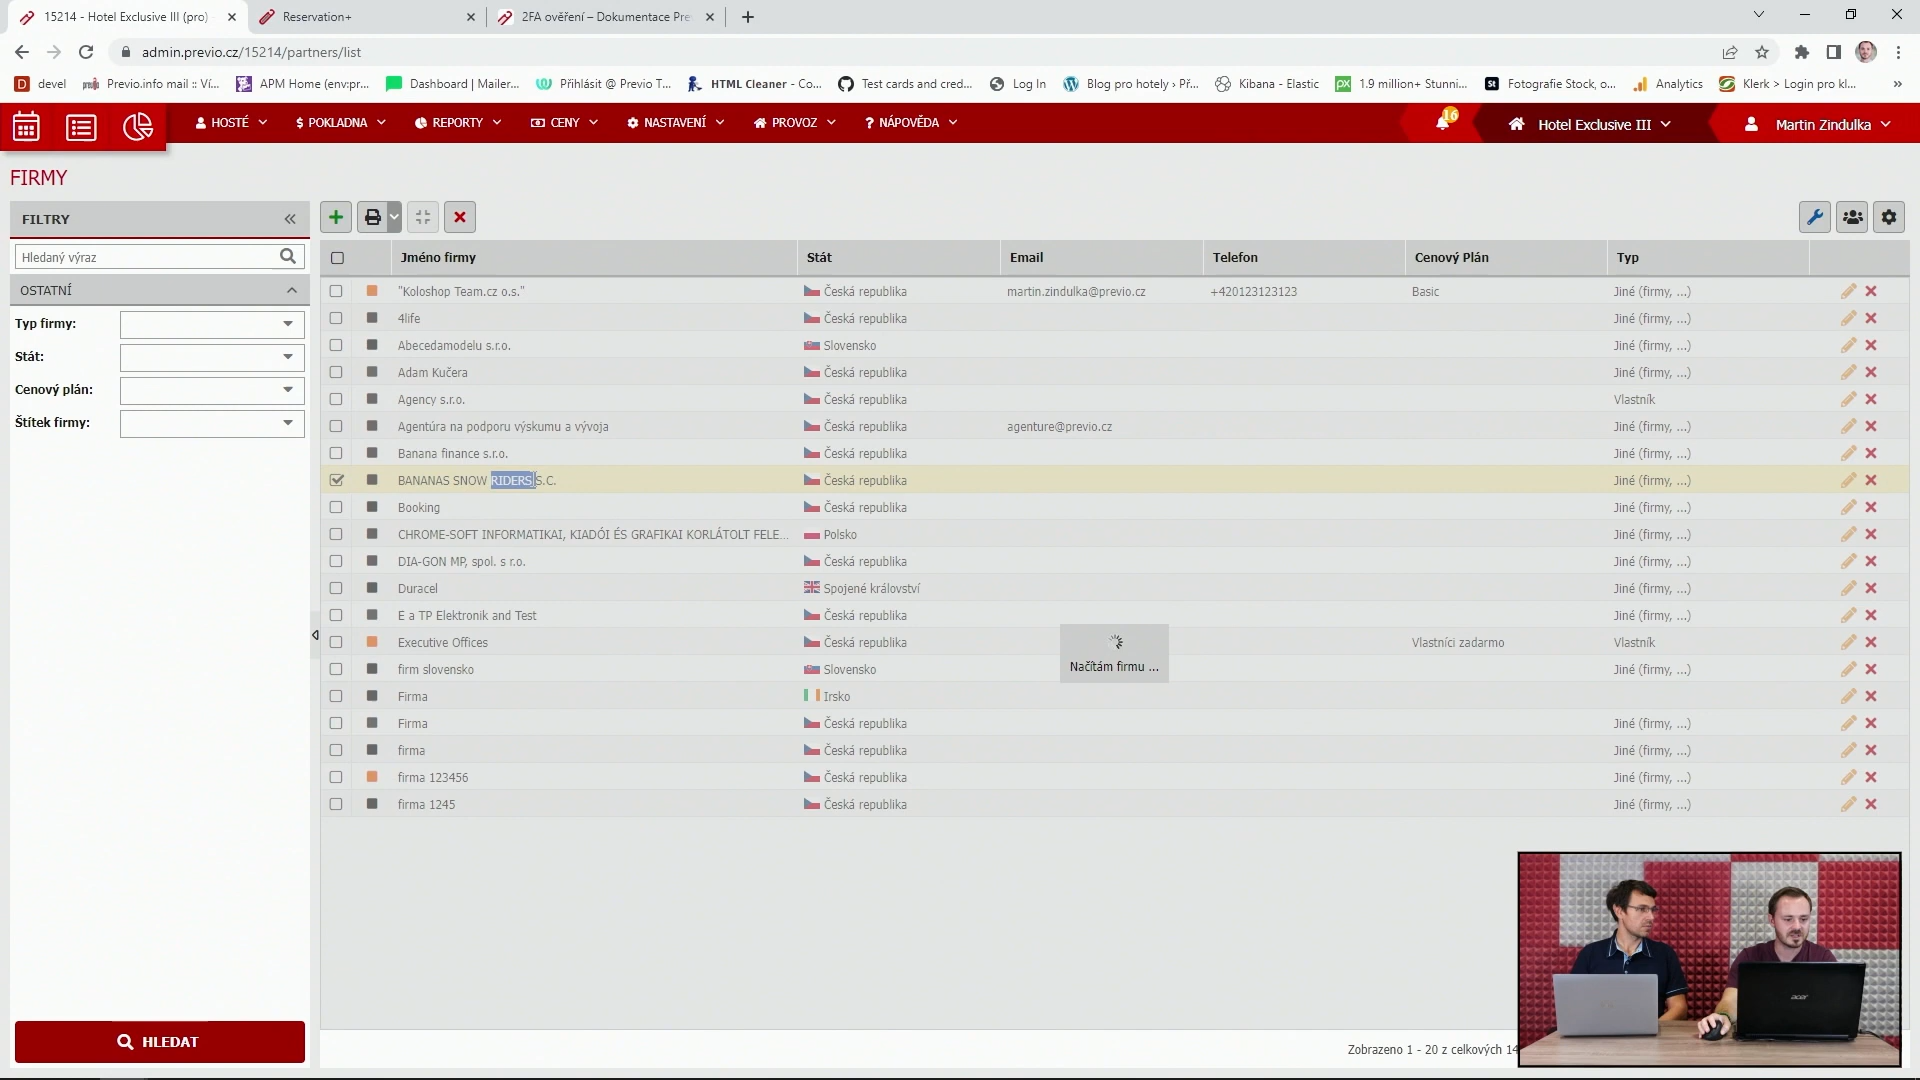 15214 - Hotel Exclusive III (pro)
Reservation+
2FA ověření – Dokumentace Pre
admin.previo.cz/15214/partners/list
devel
Previo.info mail :: Ví...
APM Home (env:pr...
Dashboard | Mailer...
Přihlásit @ Previo T...
HTML Cleaner - Co...
Test cards and cred...
Log In
Blog pro hotely › Př...
Kibana - Elastic
1.9 million+ Stunni...
Fotografie Stock, o...
Analytics
Klerk > Login pro kl...
HOSTÉ
$ POKLADNA
REPORTY
CENY
NASTAVENÍ
PROVOZ
? NÁPOVĚDA
16
Hotel Exclusive III
Martin Zindulka
FIRMY
FILTRY
Hledaný výraz
OSTATNÍ
Typ firmy:
Stát:
Cenový plán:
Štítek firmy:
HLEDAT
Jméno firmy Stát Email Telefon Cenový Plán Typ
"Koloshop Team.cz o.s." Česká republika martin.zindulka@previo.cz +420123123123 Basic Jiné (firmy, ...)
4life Česká republika Jiné (firmy, ...)
Abecedamodelu s.r.o. Slovensko Jiné (firmy, ...)
Adam Kučera Česká republika Jiné (firmy, ...)
Agency s.r.o. Česká republika Vlastník
Agentúra na podporu výskumu a vývoja Česká republika agenture@previo.cz Jiné (firmy, ...)
Banana finance s.r.o. Česká republika Jiné (firmy, ...)
BANANAS SNOW RIDERS S.C. Česká republika Jiné (firmy, ...)
Booking Česká republika Jiné (firmy, ...)
CHROME-SOFT INFORMATIKAI, KIADÓI ÉS GRAFIKAI KORLÁTOLT FELE... Polsko Jiné (firmy, ...)
DIA-GON MP, spol. s r.o. Česká republika Jiné (firmy, ...)
Duracel Spojené království Jiné (firmy, ...)
E a TP Elektronik and Test Česká republika Jiné (firmy, ...)
Executive Offices Česká republika Vlastníci zadarmo Vlastník
firm slovensko Slovensko Jiné (firmy, ...)
Firma Irsko
Firma Česká republika Jiné (firmy, ...)
firma Česká republika Jiné (firmy, ...)
firma 123456 Česká republika Jiné (firmy, ...)
firma 1245 Česká republika Jiné (firmy, ...)
Načítám firmu ...
Zobrazeno 1 - 20 z celkových 14
acer